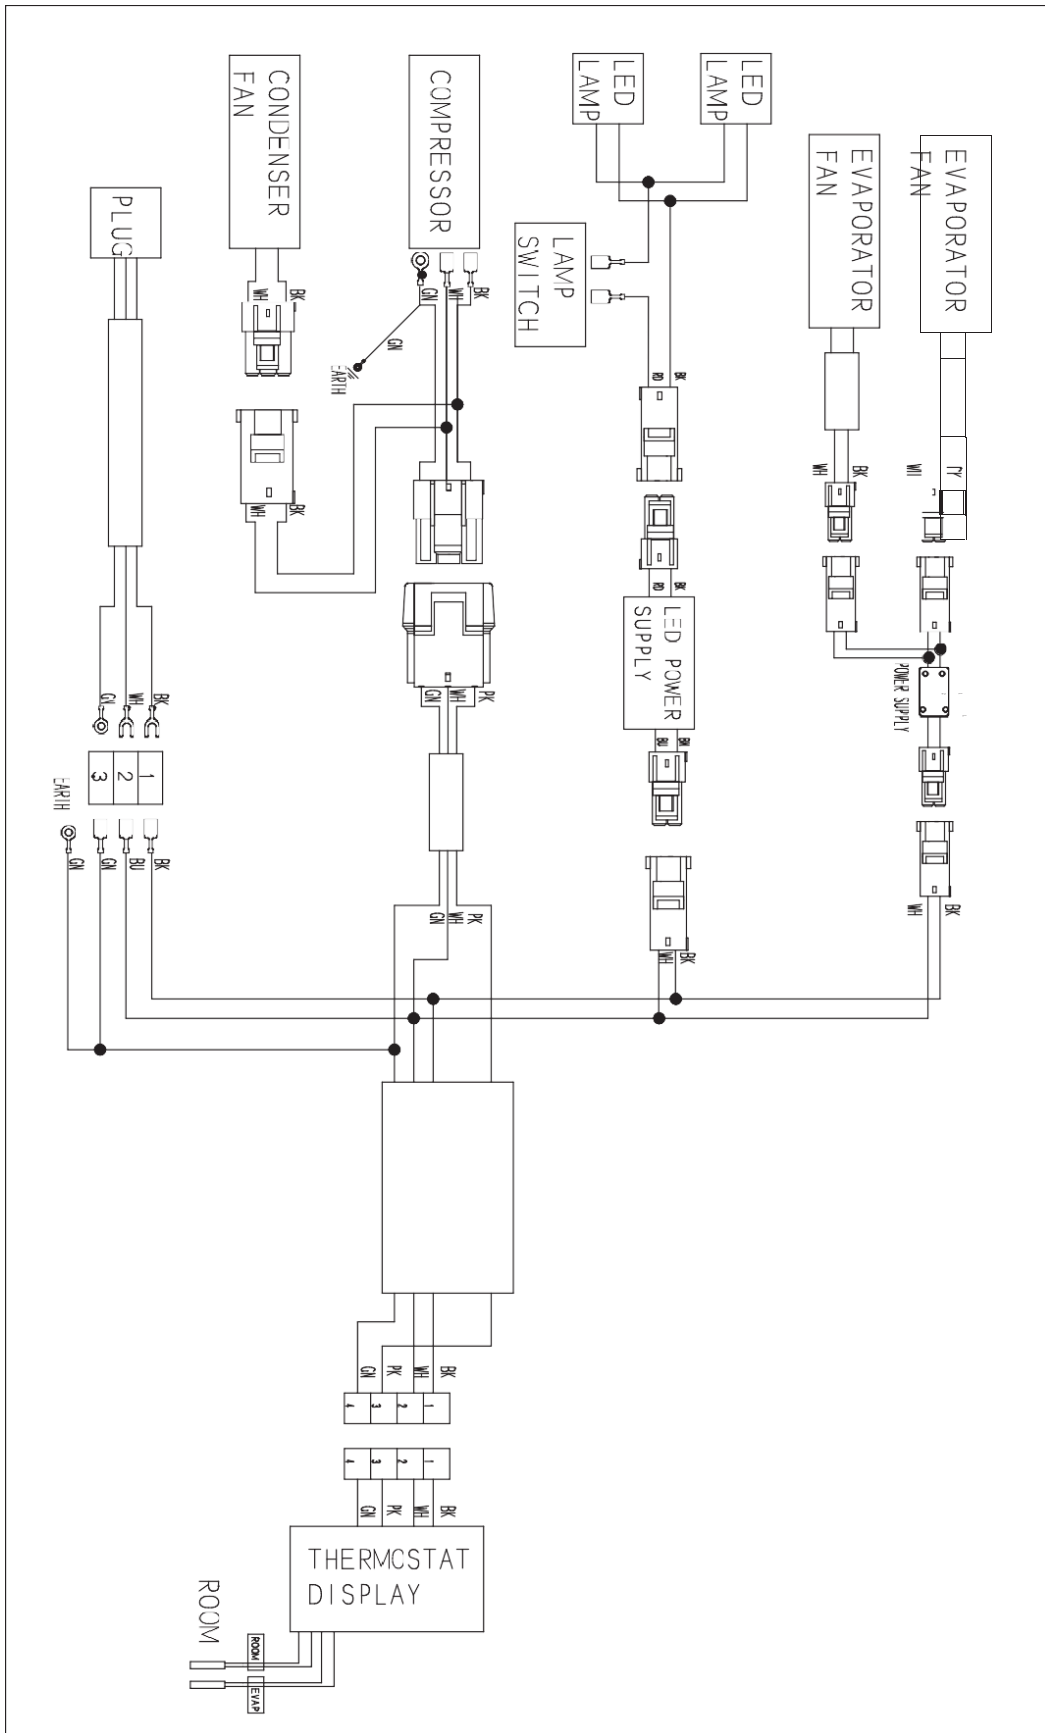 CONDENSER
FAN
COMPRESSOR
LED
LAMP
LED
LAMP
EVAPORATOR
FAN
EVAPORATOR
FAN
PLUG
LAMP
SWITCH
BK
WH
BK
WH
GN
GN
EARTH
BK
RD
BK
WH
BK
WH
BK
RD
LED POWER
SUPPLY
POWER SUPPLY
BK
WH
GN
PK
WH
GN
BK
BU
1
2
3
EARTH
BK
BU
GN
GN
PK
WH
GN
BK
WH
BK
WH
BK
WH
PK
GN
1
2
3
4
1
2
3
4
BK
WH
PK
GN
THERMCSTAT
DISPLAY
ROOM
ROOM
EVAP